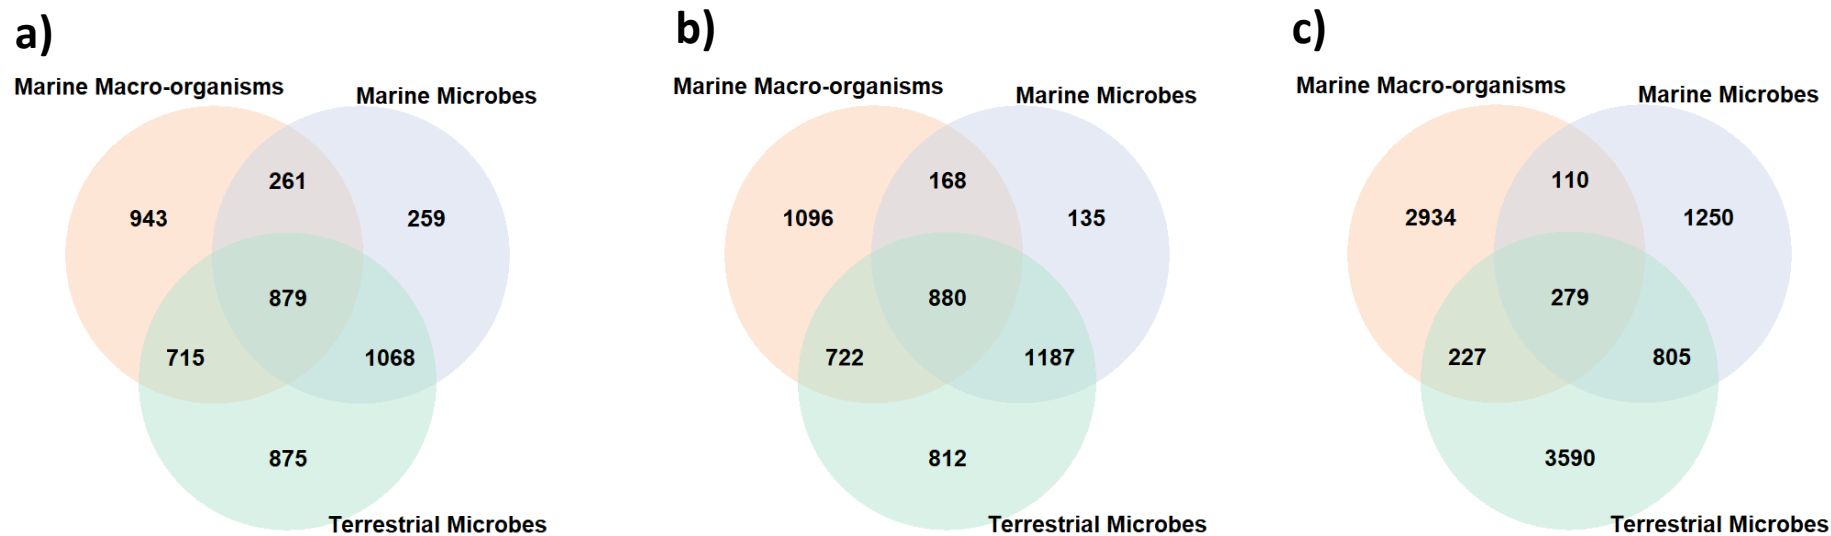 a)
Marine Macro-organisms
Marine Microbes
261
943
259
879
715
1068
875
Terrestrial Microbes
b)
Marine Macro-organisms
Marine Microbes
168
1096
135
880
722
1187
812
Terrestrial Microbes
c)
Marine Macro-organisms
Marine Microbes
110
2934
1250
279
227
805
3590
Terrestrial Microbes